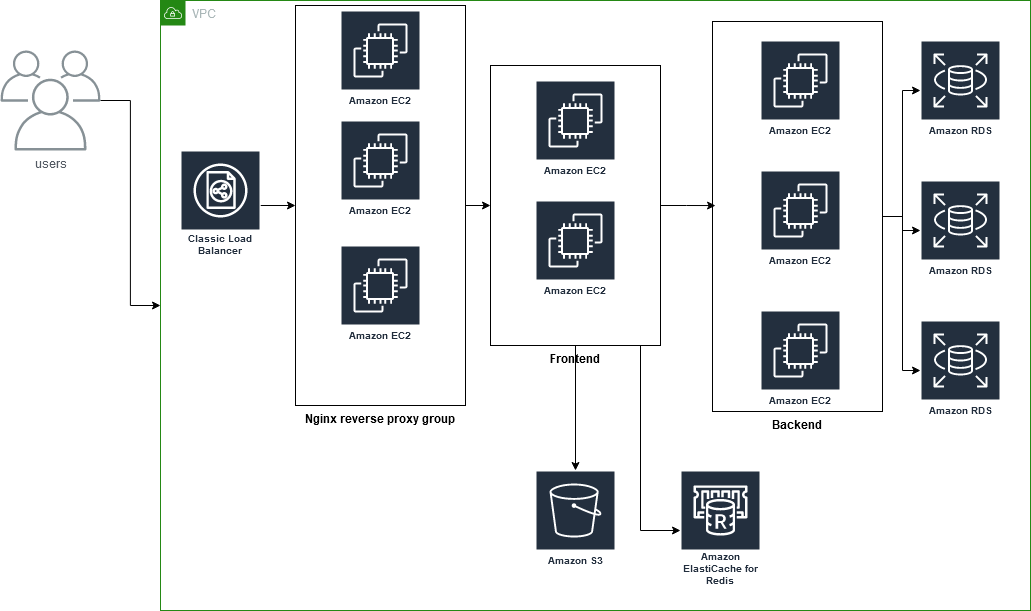 VPC
users
Classic Load
Balancer
Amazon EC2
Amazon EC2
Amazon EC2
Nginx reverse proxy group
Amazon EC2
Amazon EC2
Frontend
Amazon EC2
Amazon EC2
Amazon EC2
Backend
Amazon RDS
Amazon RDS
Amazon RDS
Amazon S3
R
Amazon
ElastiCache for
Redis